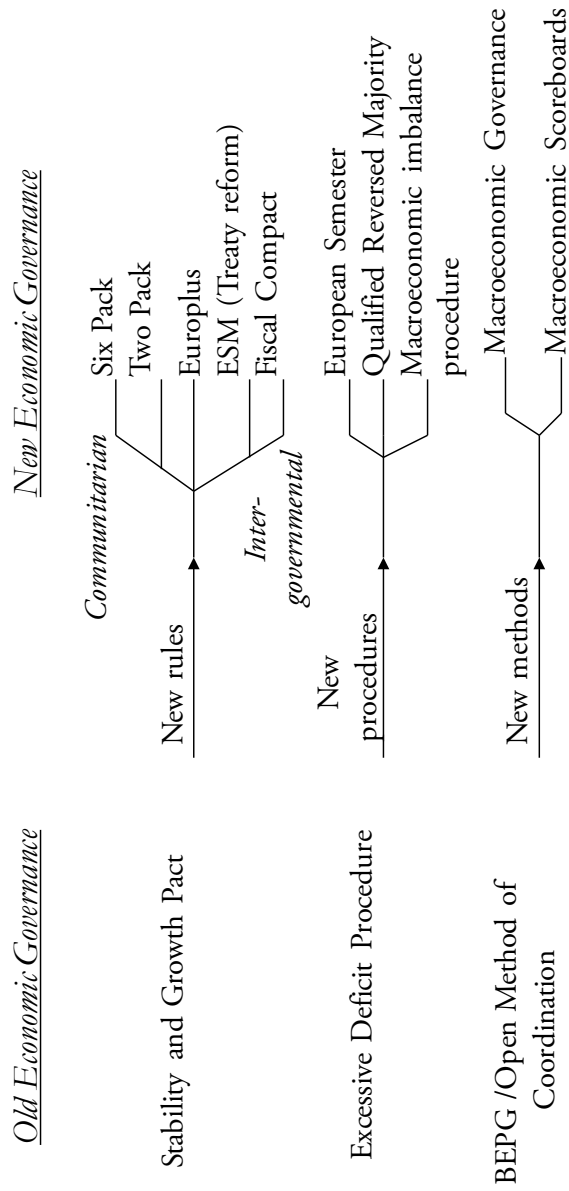 Old Economic Governance
New Economic Governance
Stability and Growth Pact
New rules
Communitarian
Inter-
governmental
Six Pack
Two Pack
Europlus
ESM (Treaty reform)
Fiscal Compact
Excessive Deficit Procedure
New
procedures
European Semester
Qualified Reversed Majority
Macroeconomic imbalance
procedure
BEPG /Open Method of
Coordination
New methods
Macroeconomic Governance
Macroeconomic Scoreboards